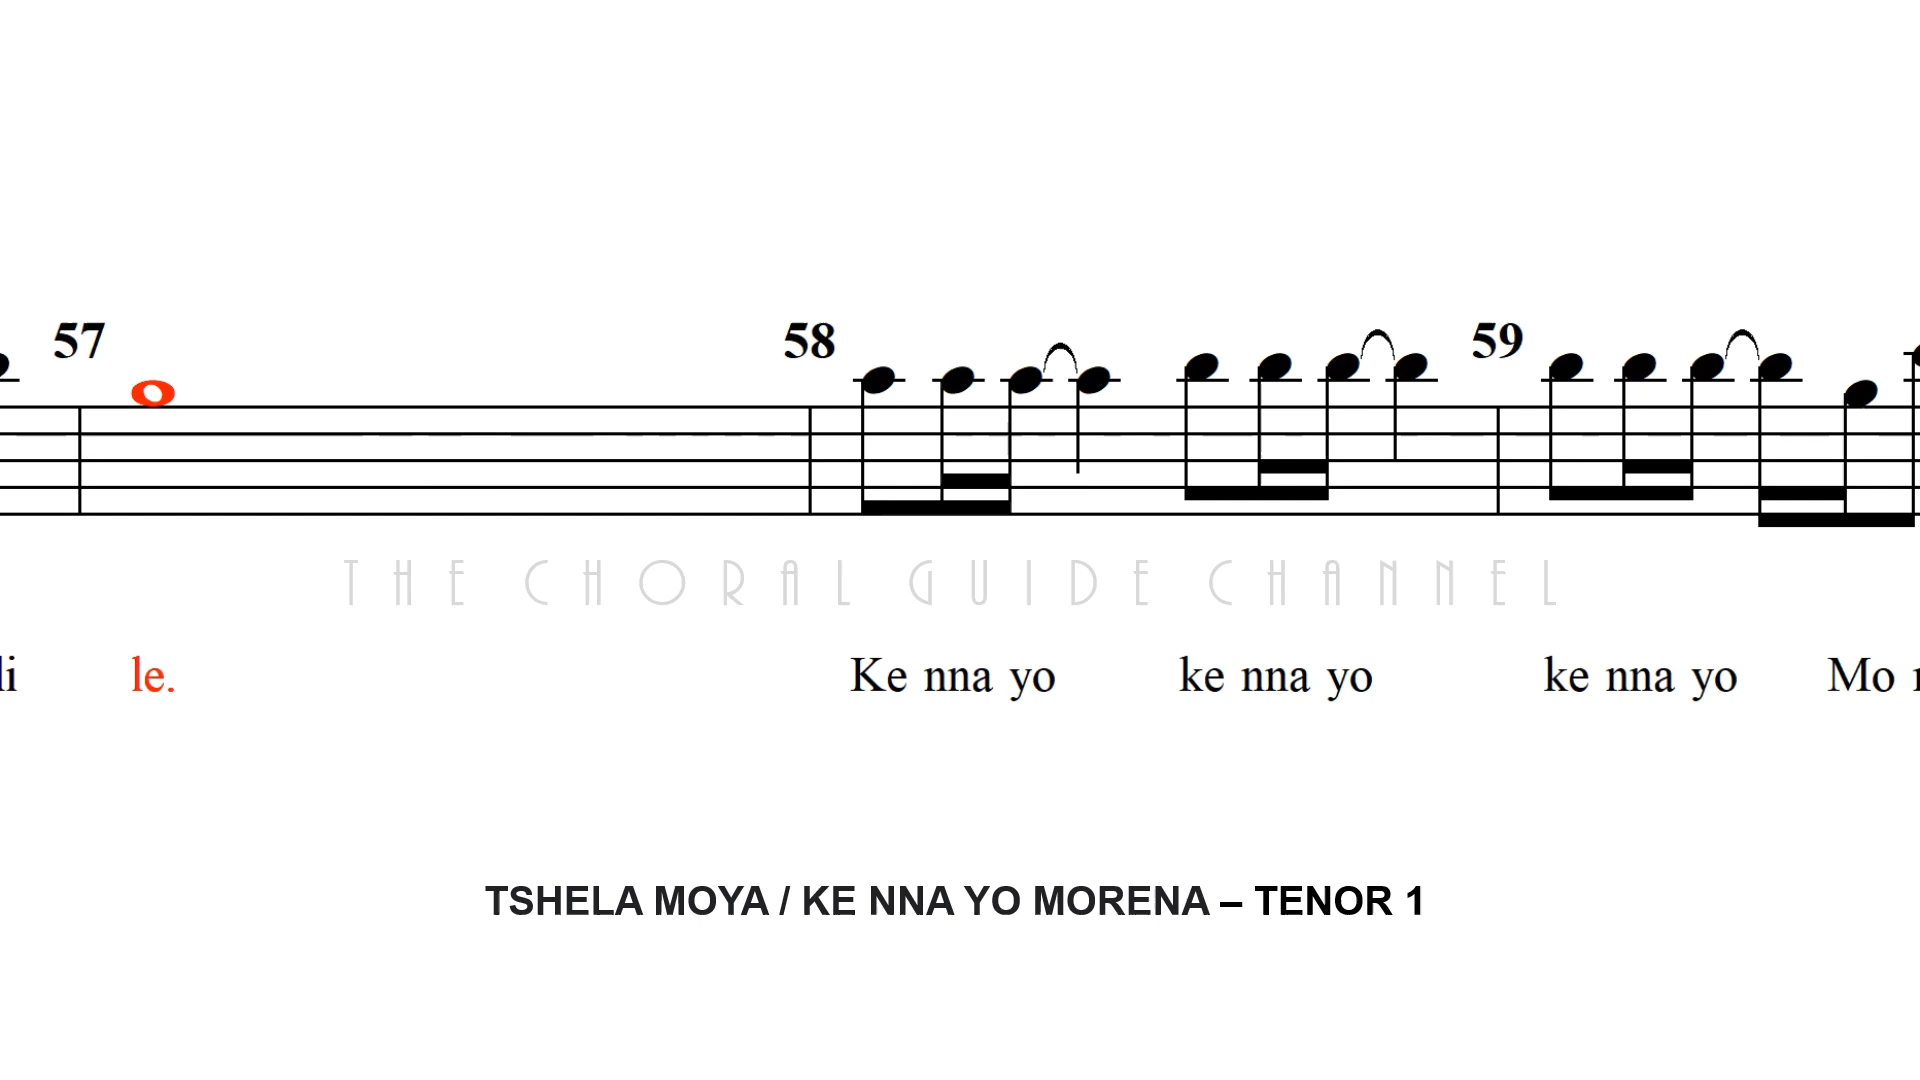 57 58 59
THE CHORAL GUIDE CHANNEL
li le. Ke nna yo ke nna yo ke nna yo Mo
TSHELA MOYA / KE NNA YO MORENA – TENOR 1